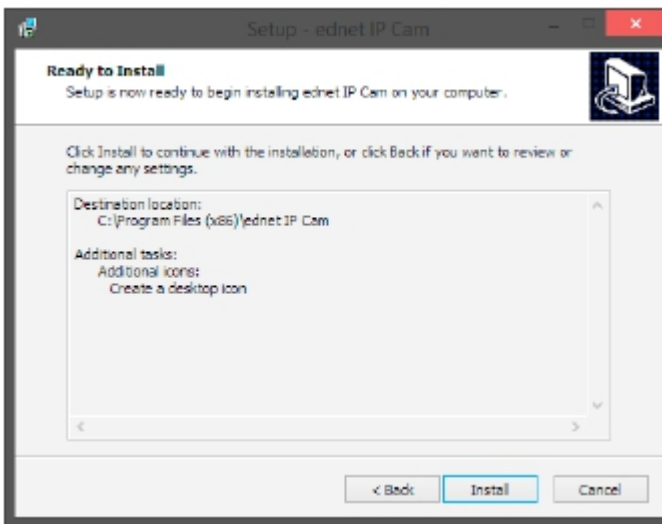 Setup - ednet IP Cam
Ready to Install
Setup is now ready to begin installing ednet IP Cam on your computer.
Click Install to continue with the installation, or click Back if you want to review or
change any settings.
Destination location:
C:\Program Files (x86)\ednet IP Cam
Additional tasks:
Additional icons:
Create a desktop icon
< Back
Install
Cancel